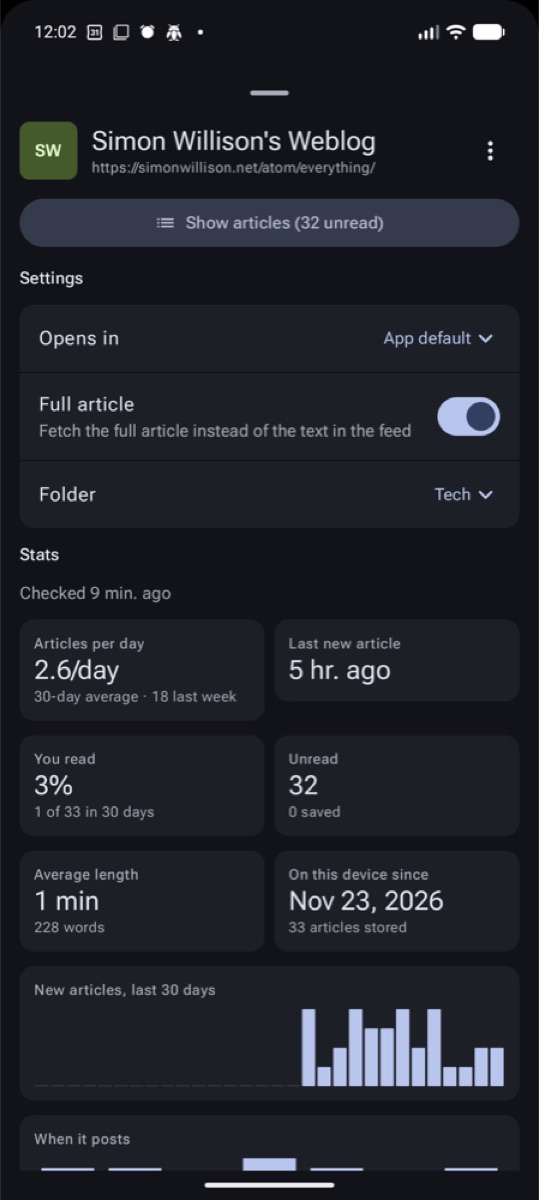 12:02
31
SW
Simon Willison's Weblog
https://simonwillison.net/atom/everything/
Show articles (32 unread)
Settings
Opens in
App default
Full article
Fetch the full article instead of the text in the feed
Folder
Tech
Stats
Checked 9 min. ago
Articles per day
2.6/day
30-day average · 18 last week
Last new article
5 hr. ago
You read
3%
1 of 33 in 30 days
Unread
32
0 saved
Average length
1 min
228 words
On this device since
Nov 23, 2026
33 articles stored
New articles, last 30 days
When it posts